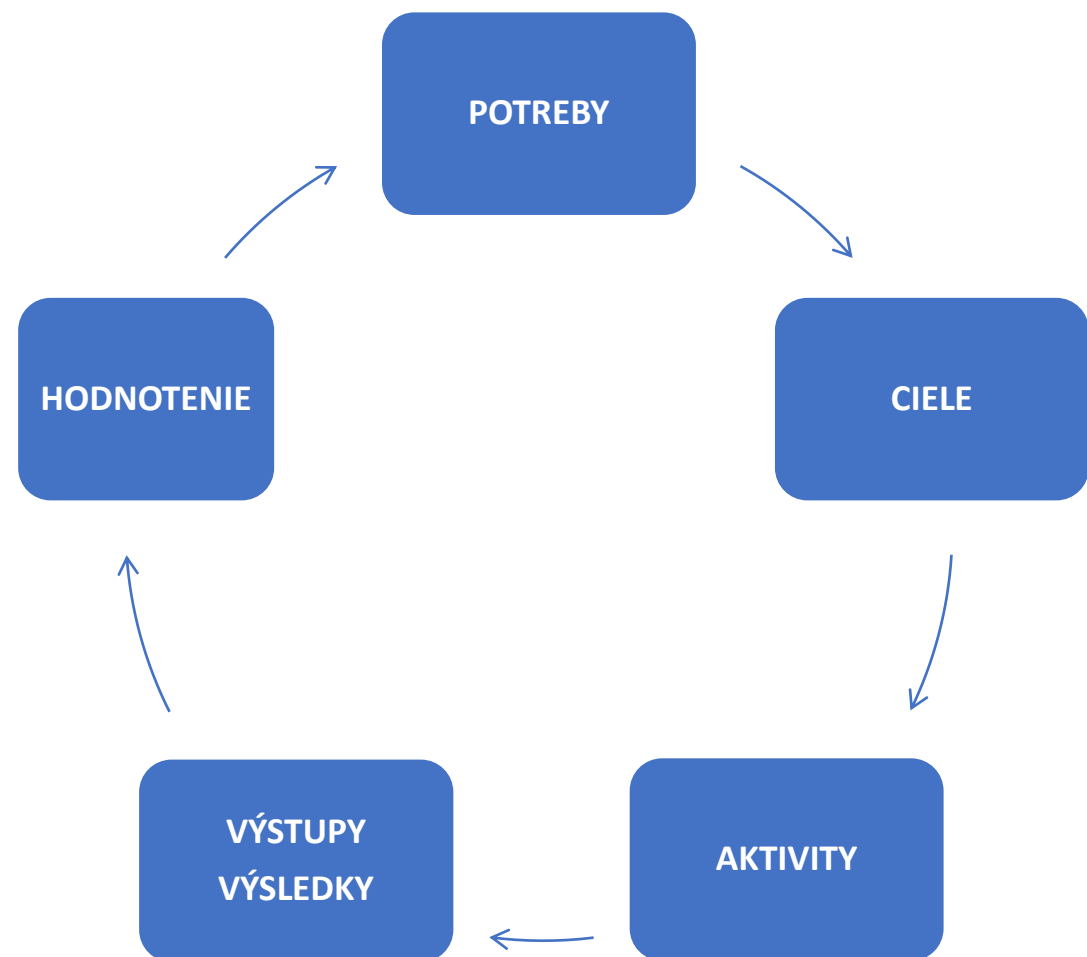 POTREBY
CIELE
AKTIVITY
VÝSTUPY
VÝSLEDKY
HODNOTENIE